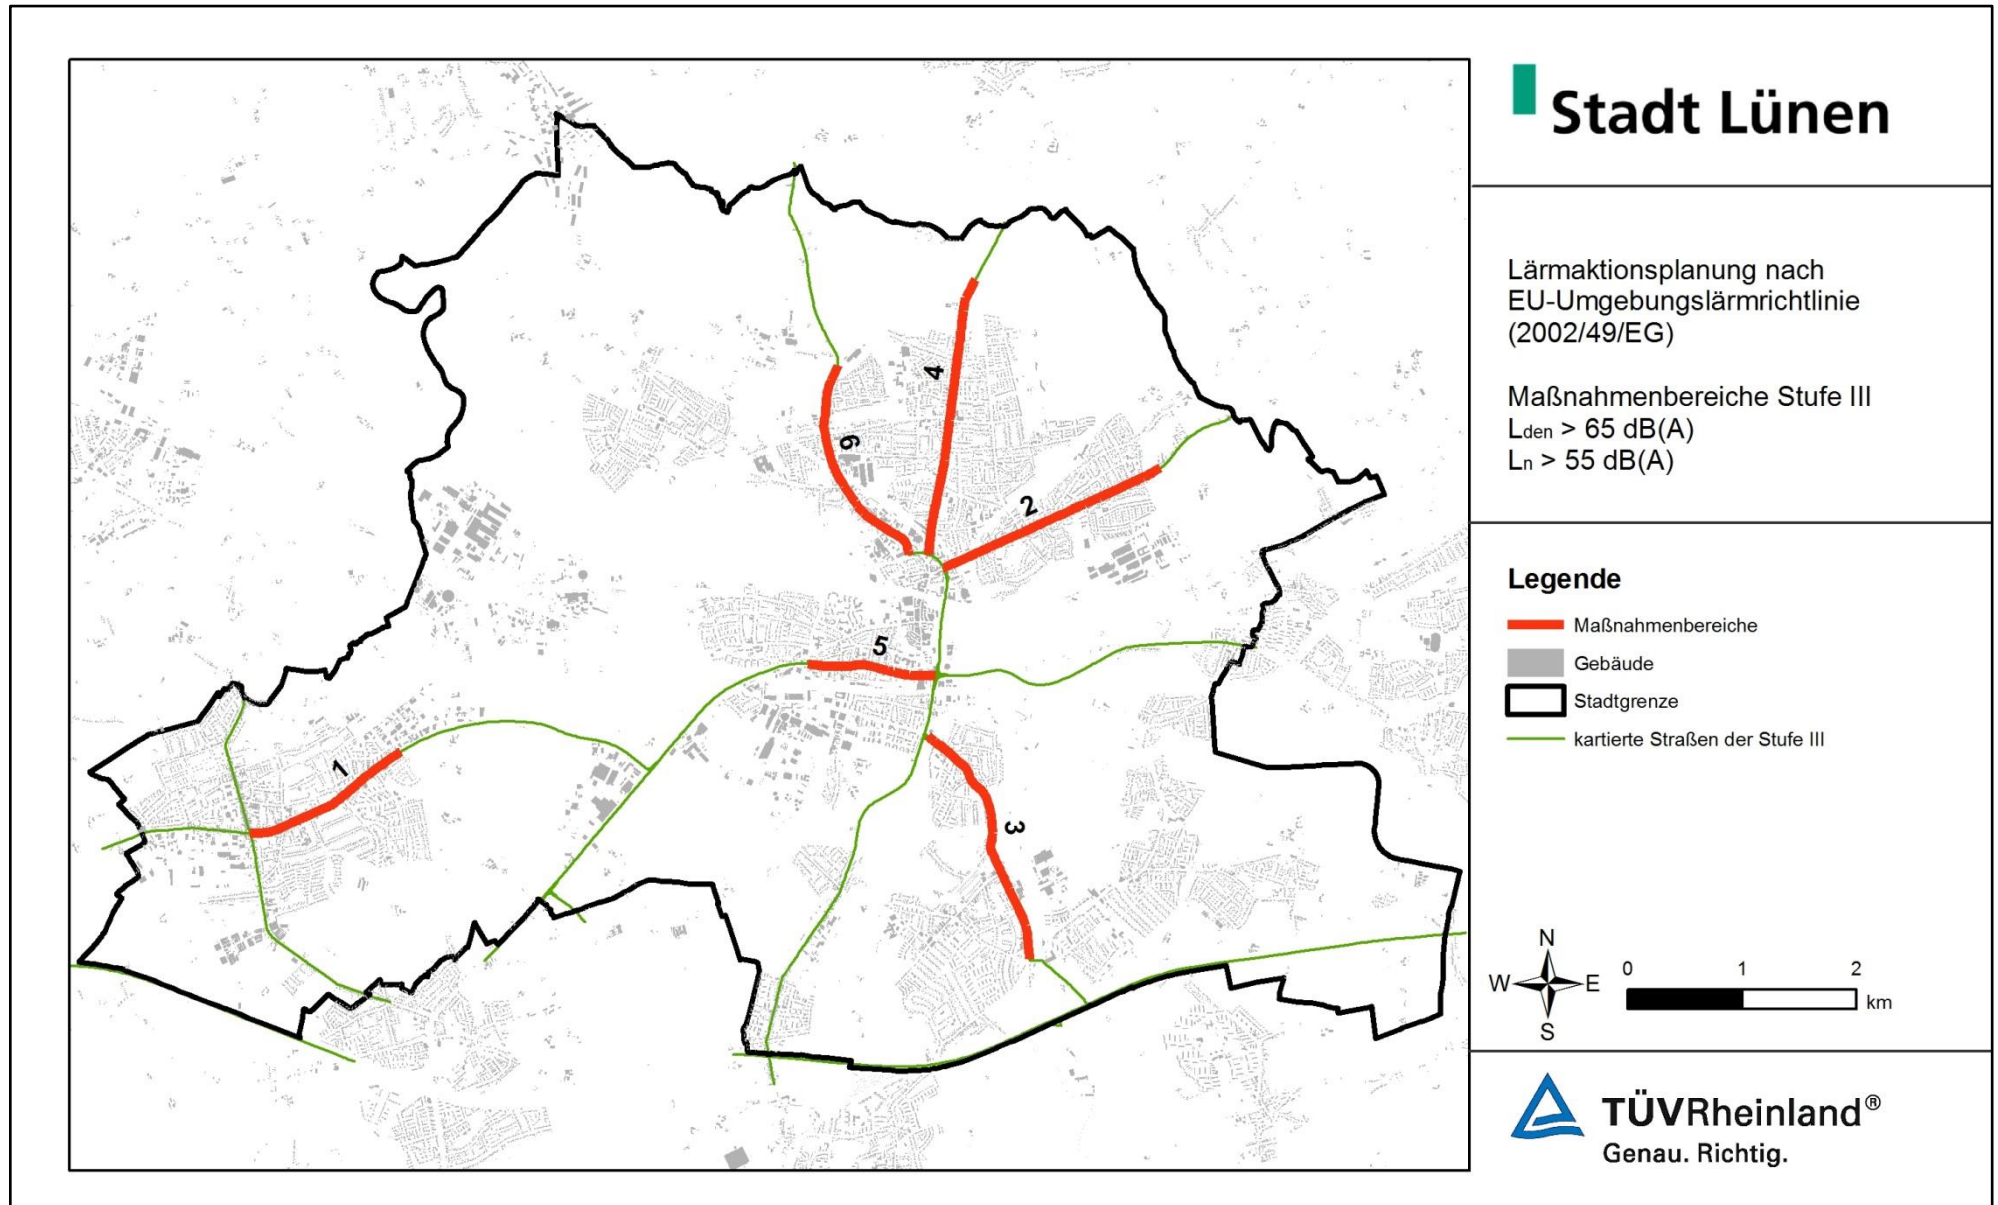 Stadt Lünen
Lärmaktionsplanung nach
EU-Umgebungslärmrichtlinie
(2002/49/EG)
Maßnahmenbereiche Stufe III
Lden > 65 dB(A)
Ln > 55 dB(A)
Legende
Maßnahmenbereiche
Gebäude
Stadtgrenze
kartierte Straßen der Stufe III
N
W E
S
0 1 2
km
TÜVRheinland®
Genau. Richtig.
4
6
2
5
1
3